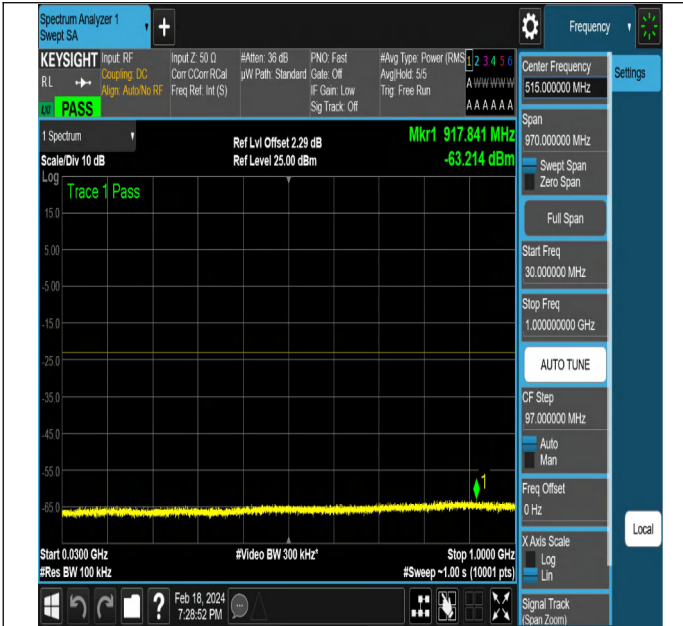 Spectrum Analyzer 1
Swept SA
+
Frequency
KEYSIGHT
RL
LXI
PASS
Input: RF
Coupling: DC
Align: Auto/No RF
Input Z: 50 Ω
Corr CCorr RCal
Freq Ref: Int (S)
#Atten: 36 dB
µW Path: Standard
PNO: Fast
Gate: Off
IF Gain: Low
Sig Track: Off
#Avg Type: Power (RMS
Avg|Hold: 5/5
Trig: Free Run
1 2 3 4 5 6
A W W W W W
A A A A A A
1 Spectrum
Scale/Div 10 dB
Ref Lvl Offset 2.29 dB
Ref Level 25.00 dBm
Mkr1 917.841 MHz
-63.214 dBm
Log
Trace 1 Pass
15.0
5.00
-5.00
-15.0
-25.0
-35.0
-45.0
-55.0
-65.0
1
Start 0.0300 GHz
#Res BW 100 kHz
#Video BW 300 kHz*
Stop 1.0000 GHz
#Sweep ~1.00 s (10001 pts)
Center Frequency
515.000000 MHz
Settings
Span
970.000000 MHz
Swept Span
Zero Span
Full Span
Start Freq
30.000000 MHz
Stop Freq
1.000000000 GHz
AUTO TUNE
CF Step
97.000000 MHz
Auto
Man
Freq Offset
0 Hz
X Axis Scale
Log
Lin
Local
Signal Track
(Span Zoom)
?
Feb 18, 2024
7:28:52 PM